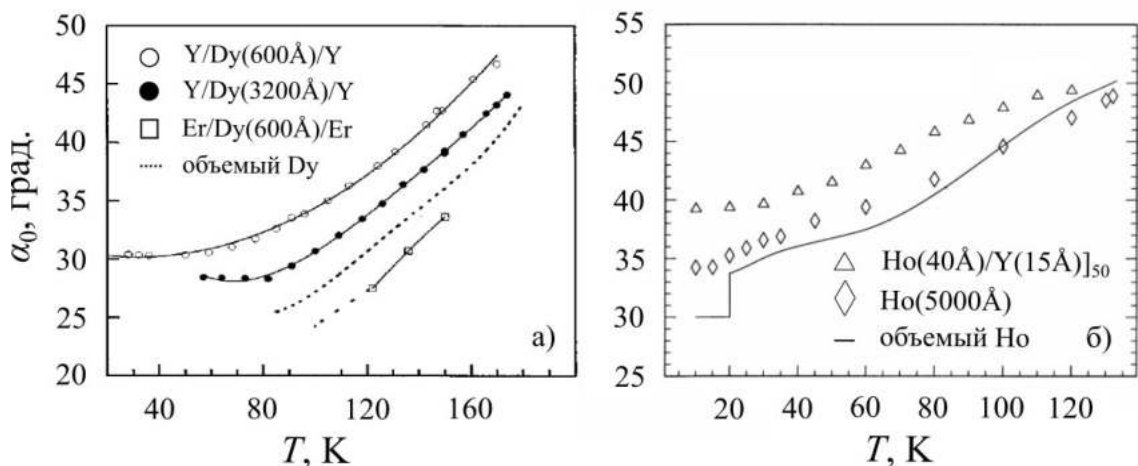 50
45
40
35
30
25
20
α₀, град.
Y/Dy(600Å)/Y
Y/Dy(3200Å)/Y
Er/Dy(600Å)/Er
объемый Dy
а)
40
80
120
160
T, K
55
50
45
40
35
30
25
Ho(40Å)/Y(15Å)]₅₀
Ho(5000Å)
объемый Ho
б)
20
40
60
80
100
120
T, K